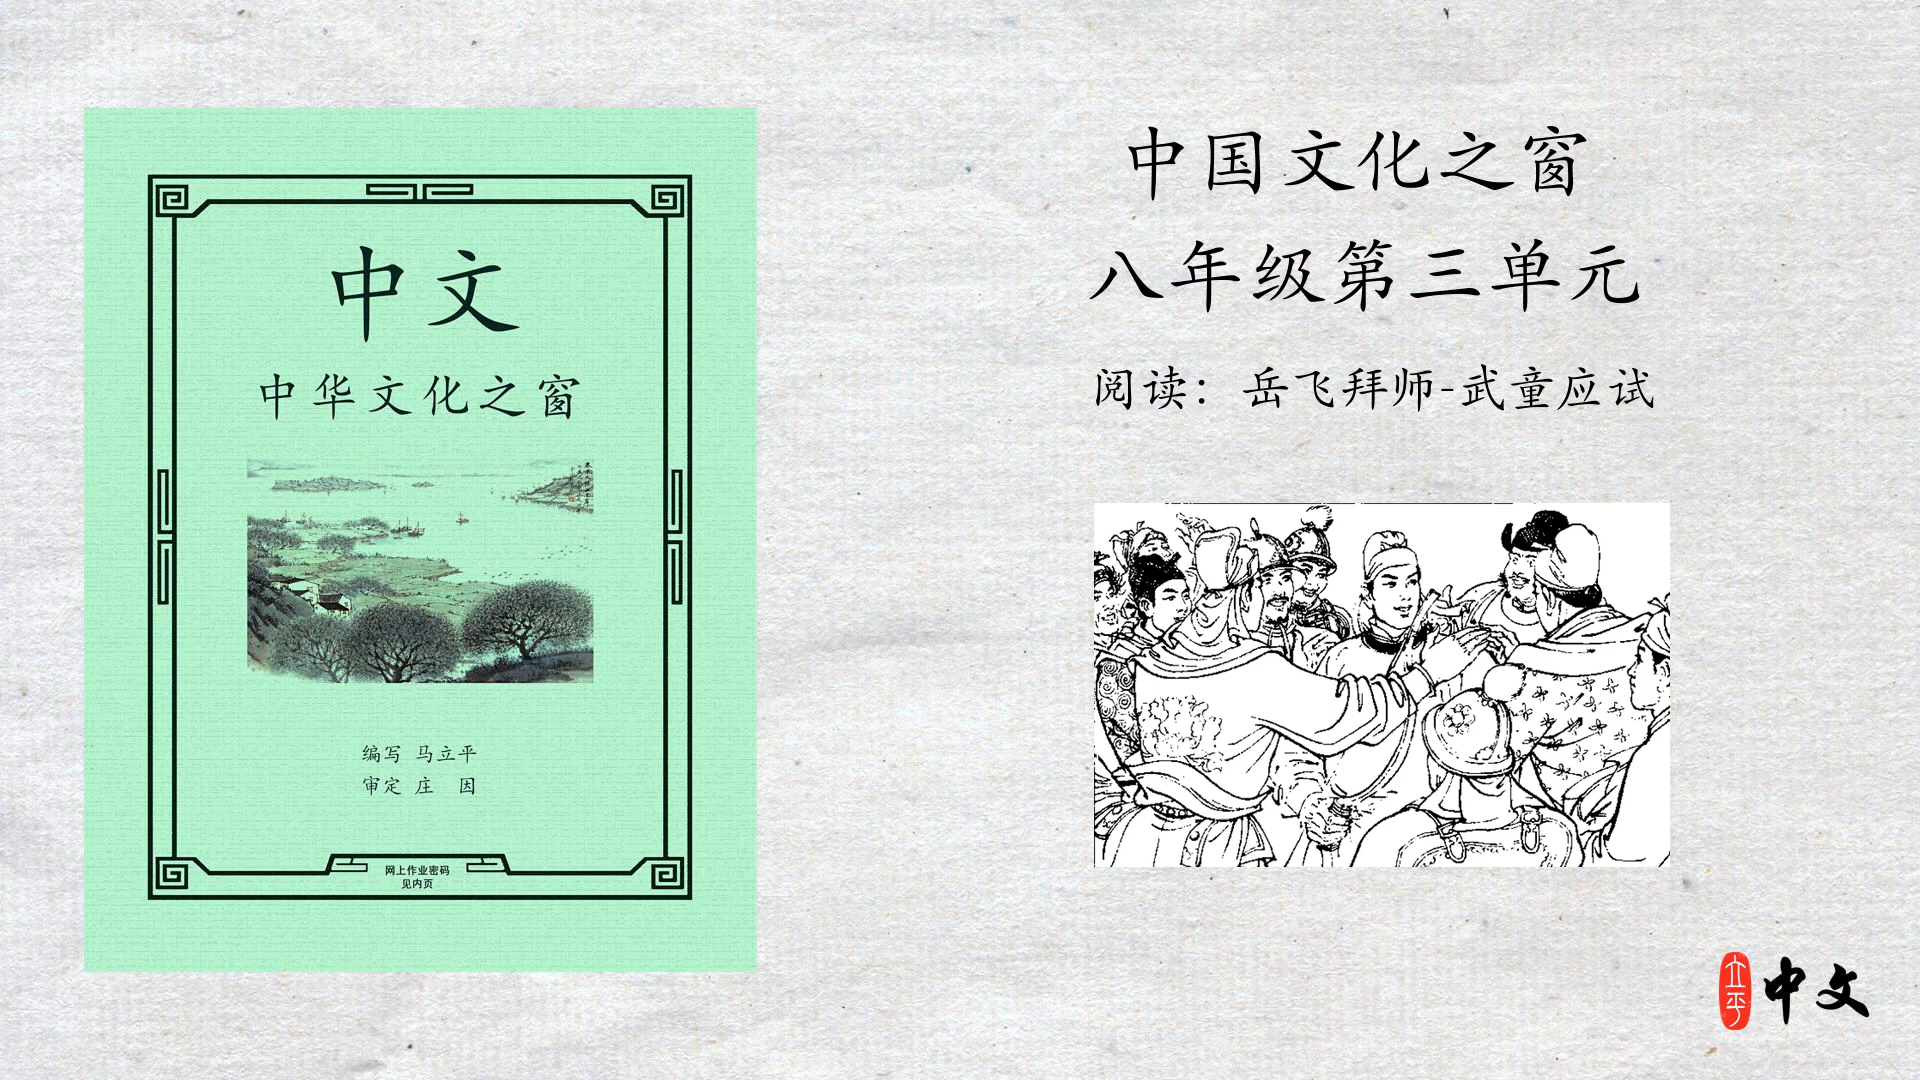 中文
中华文化之窗
编写 马立平
审定 庄 因
网上作业密码
见内页
中国文化之窗
八年级第三单元
阅读：岳飞拜师-武童应试
立平 中文